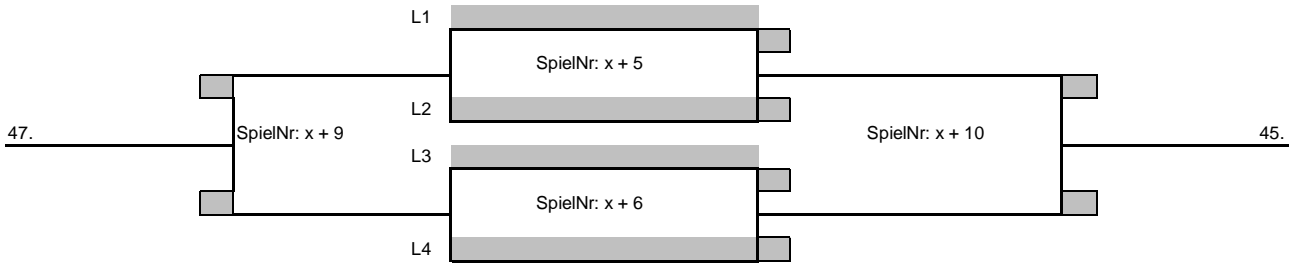 L1
SpielNr: x + 5
L2
47.
SpielNr: x + 9
SpielNr: x + 10
45.
L3
SpielNr: x + 6
L4